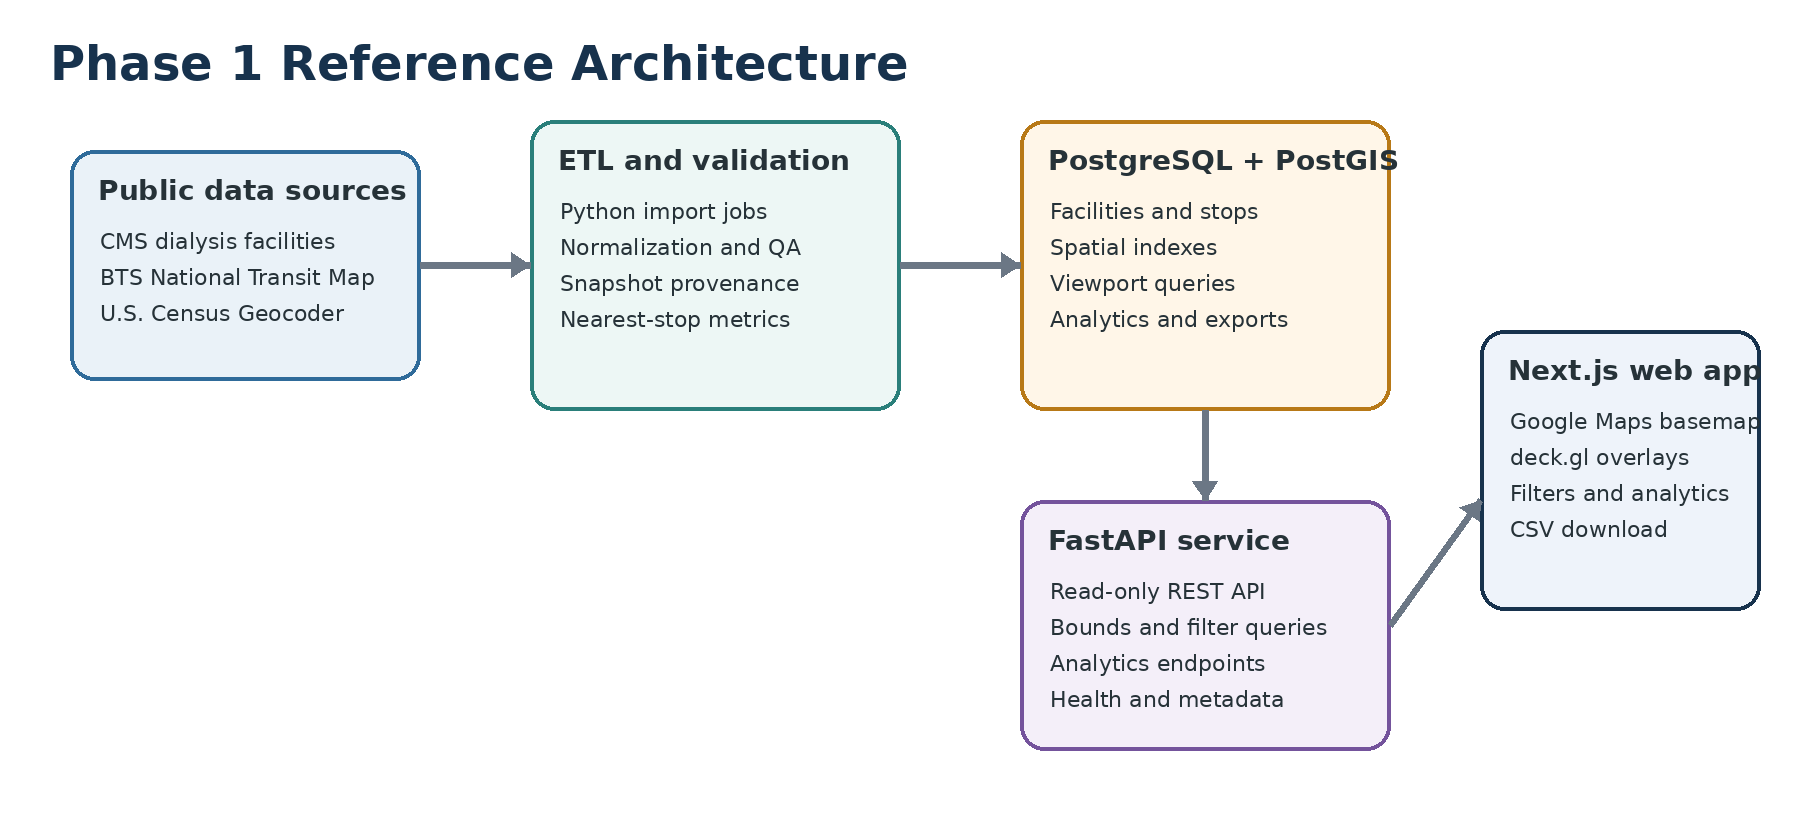 Phase 1 Reference Architecture
Public data sources
CMS dialysis facilities
BTS National Transit Map
U.S. Census Geocoder
ETL and validation
Python import jobs
Normalization and QA
Snapshot provenance
Nearest-stop metrics
PostgreSQL + PostGIS
Facilities and stops
Spatial indexes
Viewport queries
Analytics and exports
FastAPI service
Read-only REST API
Bounds and filter queries
Analytics endpoints
Health and metadata
Next.js web app
Google Maps basemap
deck.gl overlays
Filters and analytics
CSV download